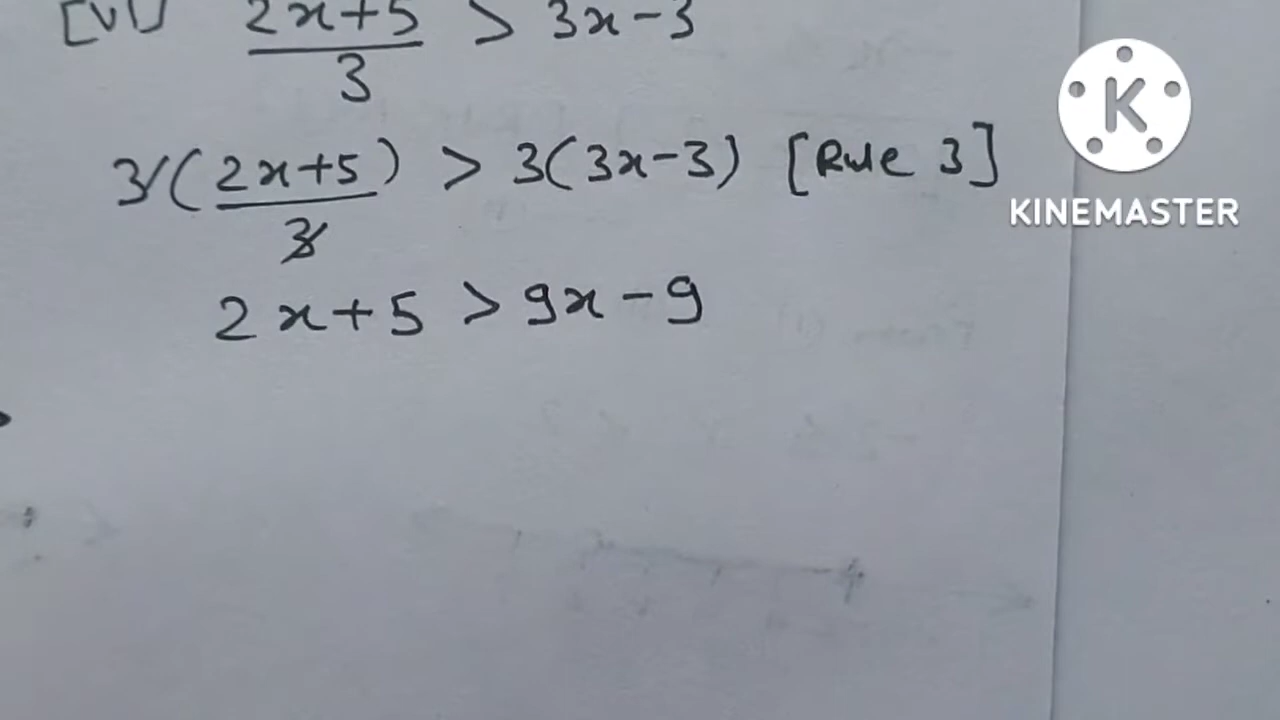 [VI] 2x+5/3 > 3x-3
3(2x+5/3) > 3(3x-3) [Rule 3]
2x+5 > 9x-9
K
KINEMASTER